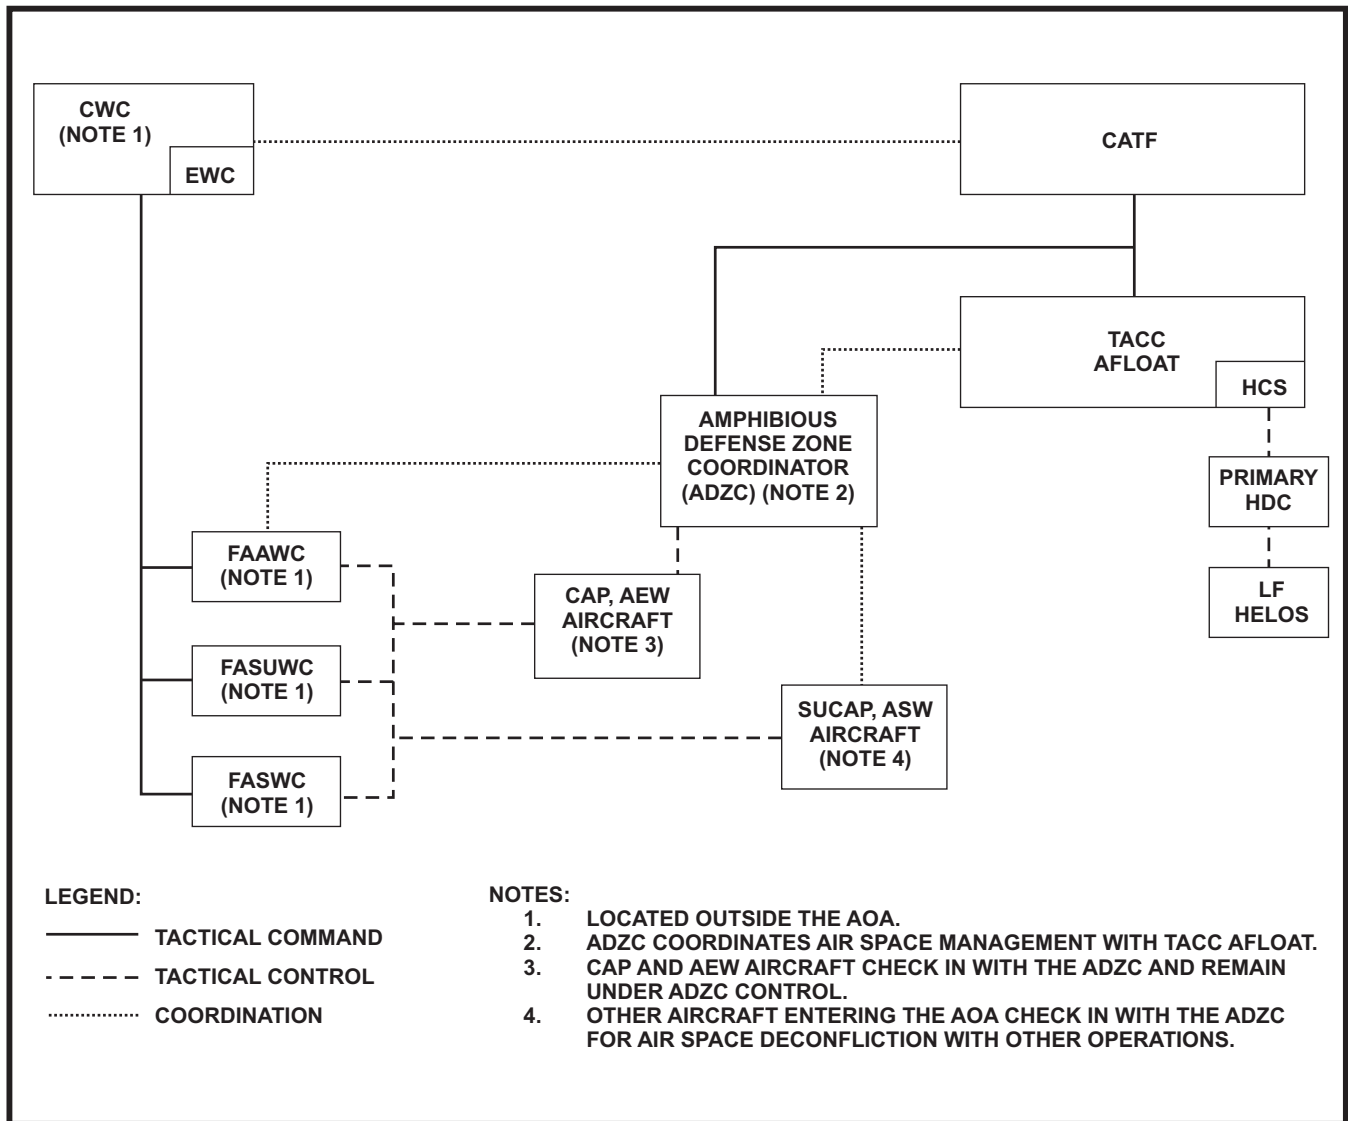 CWC
(NOTE 1)
EWC
CATF
TACC
AFLOAT
HCS
AMPHIBIOUS
DEFENSE ZONE
COORDINATOR
(ADZC) (NOTE 2)
PRIMARY
HDC
FAAWC
(NOTE 1)
CAP, AEW
AIRCRAFT
(NOTE 3)
LF
HELOS
FASUWC
(NOTE 1)
SUCAP, ASW
AIRCRAFT
(NOTE 4)
FASWC
(NOTE 1)
LEGEND:
TACTICAL COMMAND
TACTICAL CONTROL
COORDINATION
NOTES:
1. LOCATED OUTSIDE THE AOA.
2. ADZC COORDINATES AIR SPACE MANAGEMENT WITH TACC AFLOAT.
3. CAP AND AEW AIRCRAFT CHECK IN WITH THE ADZC AND REMAIN
UNDER ADZC CONTROL.
4. OTHER AIRCRAFT ENTERING THE AOA CHECK IN WITH THE ADZC
FOR AIR SPACE DECONFLICTION WITH OTHER OPERATIONS.